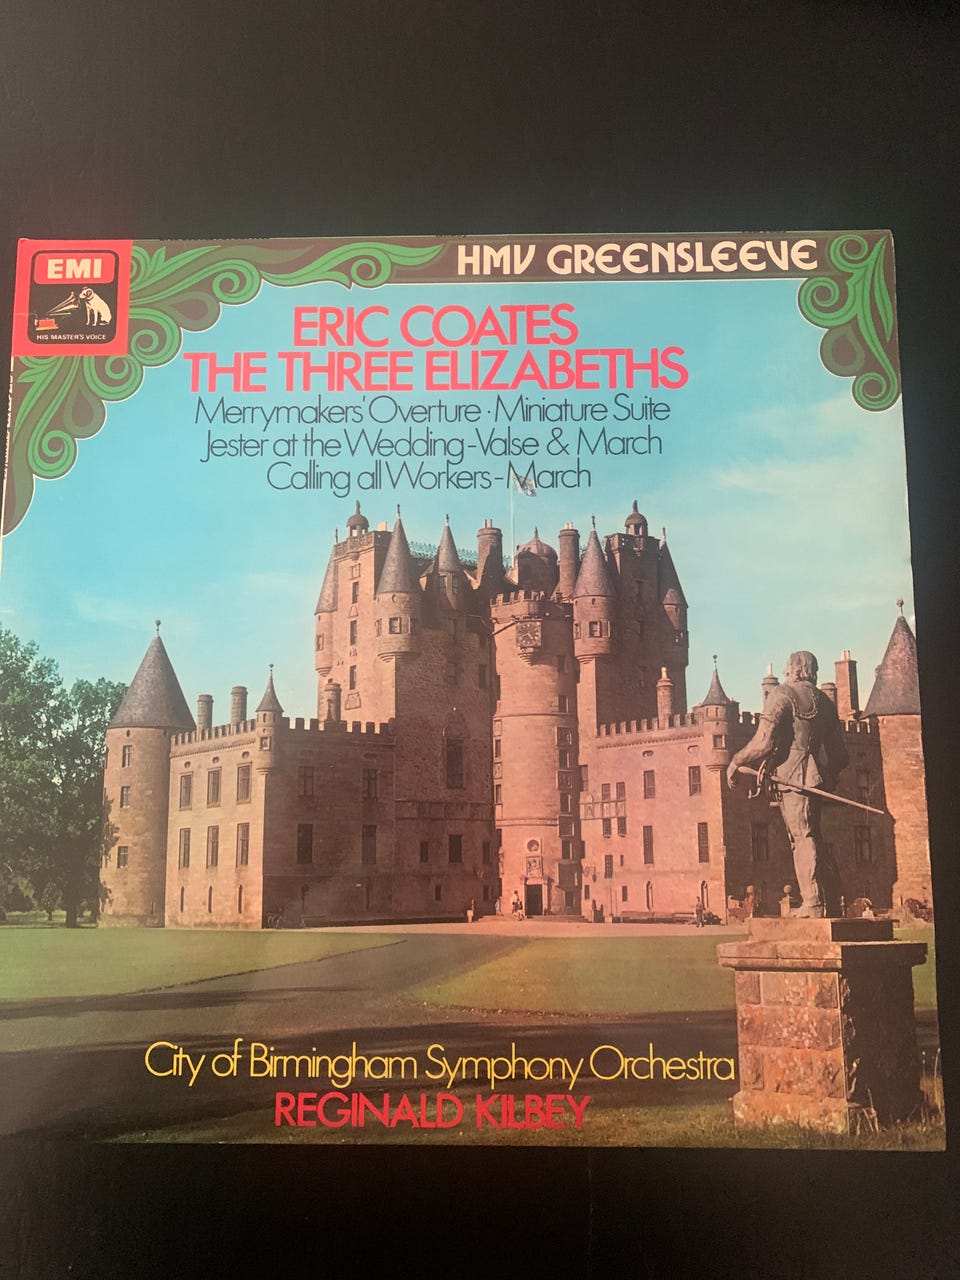 EMI
HIS MASTER'S VOICE
HMV GREENSLEEVE
ERIC COATES
THE THREE ELIZABETHS
Merrymakers' Overture · Miniature Suite
Jester at the Wedding-Valse & March
Calling all Workers-March
City of Birmingham Symphony Orchestra
REGINALD KILBEY